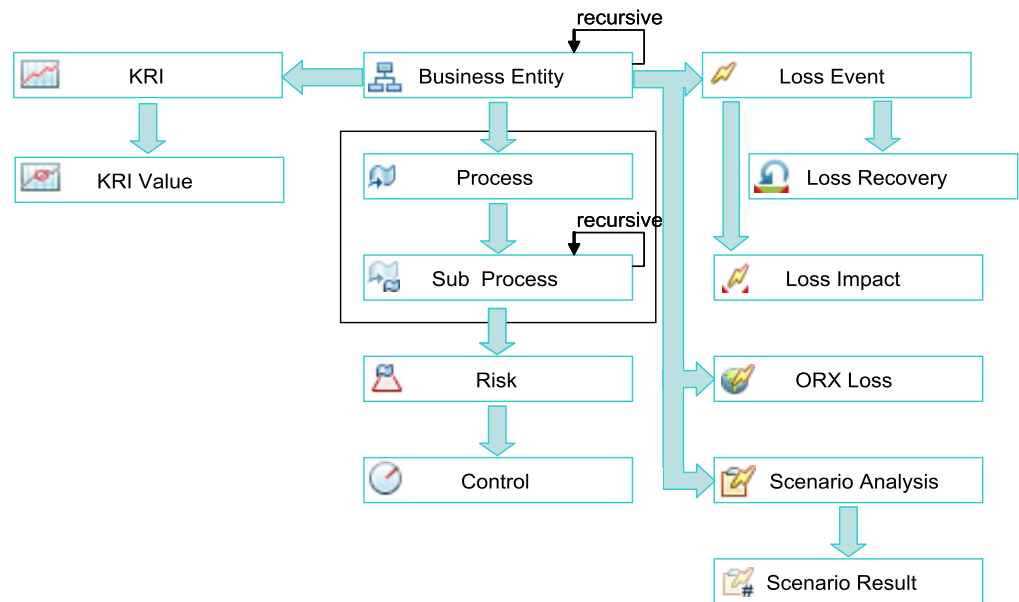 recursive
KRI
Business Entity
Loss Event
KRI Value
Process
Loss Recovery
recursive
Sub Process
Loss Impact
Risk
ORX Loss
Control
Scenario Analysis
Scenario Result
#